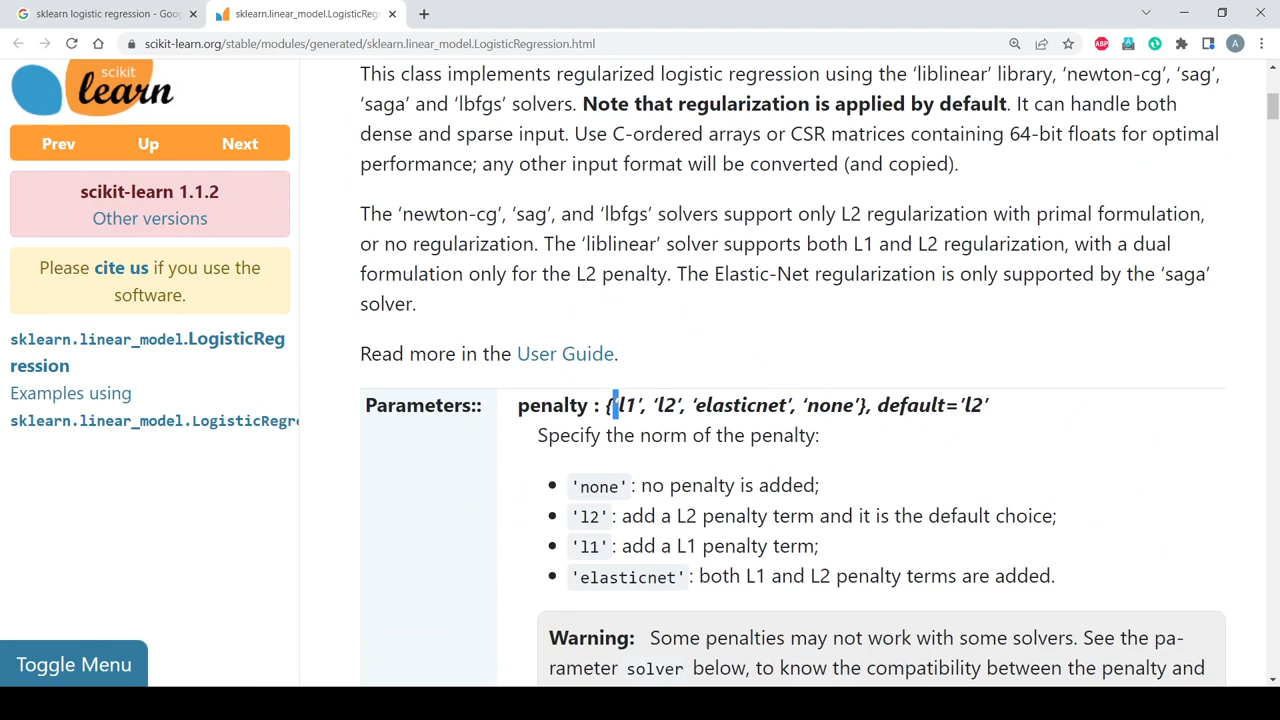 sklearn logistic regression - Goo
sklearn.linear_model.LogisticRegr
scikit-learn.org/stable/modules/generated/sklearn.linear_model.LogisticRegression.html
ABP
A
scikit
learn
Prev Up Next
scikit-learn 1.1.2
Other versions
Please cite us if you use the
software.
sklearn.linear_model.LogisticReg
ression
Examples using
sklearn.linear_model.LogisticRegre
Toggle Menu
This class implements regularized logistic regression using the ‘liblinear’ library, ‘newton-cg’, ‘sag’,
‘saga’ and ‘lbfgs’ solvers. Note that regularization is applied by default. It can handle both
dense and sparse input. Use C-ordered arrays or CSR matrices containing 64-bit floats for optimal
performance; any other input format will be converted (and copied).
The ‘newton-cg’, ‘sag’, and ‘lbfgs’ solvers support only L2 regularization with primal formulation,
or no regularization. The ‘liblinear’ solver supports both L1 and L2 regularization, with a dual
formulation only for the L2 penalty. The Elastic-Net regularization is only supported by the ‘saga’
solver.
Read more in the User Guide.
Parameters::
penalty : {‘l1’, ‘l2’, ‘elasticnet’, ‘none’}, default=’l2’
Specify the norm of the penalty:
'none': no penalty is added;
'l2': add a L2 penalty term and it is the default choice;
'l1': add a L1 penalty term;
'elasticnet': both L1 and L2 penalty terms are added.
Warning: Some penalties may not work with some solvers. See the pa-
rameter solver below, to know the compatibility between the penalty and